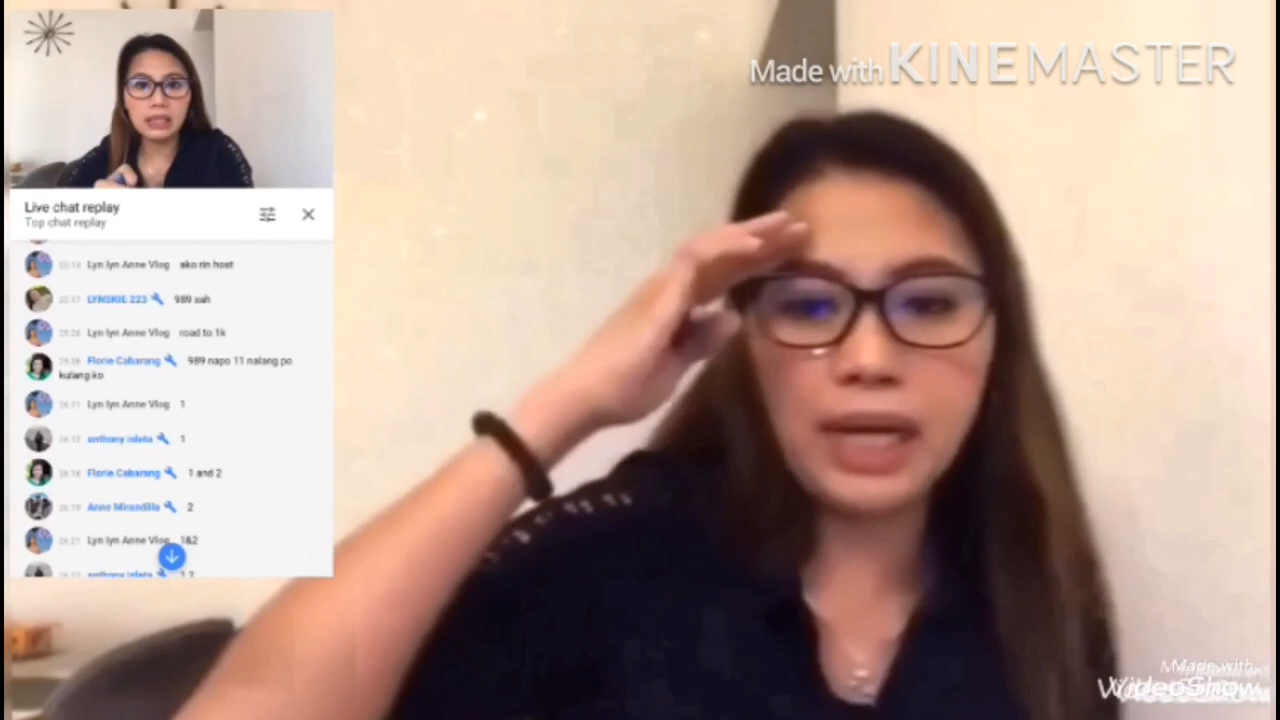 Made with KINEMASTER
Live chat replay
Top chat replay
Lyn lyn Anne Vlog ako rin host
LYNSKIE 223 989 sah
Lyn lyn Anne Vlog road to 1k
Florie Cabarang 989 napo 11 nalang po
kulang ko
Lyn lyn Anne Vlog 1
anthony isleta 1
Florie Cabarang 1 and 2
Anne Mirandilla 2
Lyn lyn Anne Vlog 1&2
Made with
VideoShow